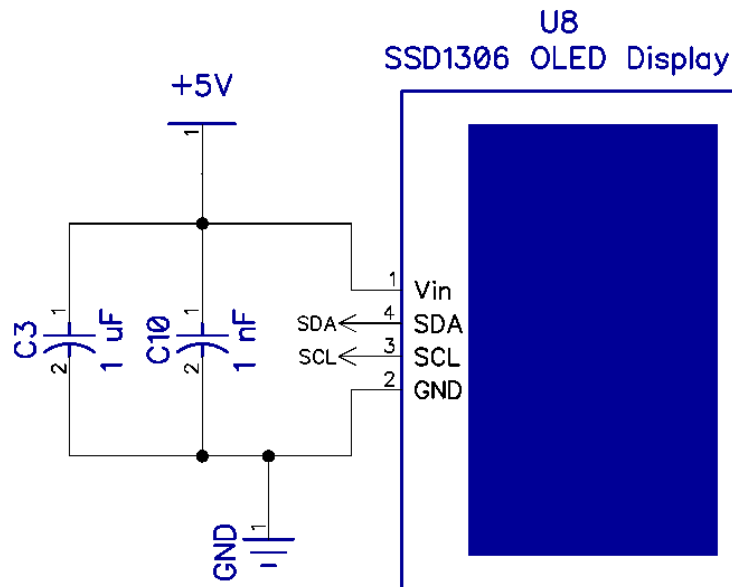 U8
SSD1306 OLED Display
+5V
1
1
Vin
SDA
4
SDA
SCL
3
SCL
2
GND
C3
1
2
1 uF
C10
1
2
1 nF
GND
1